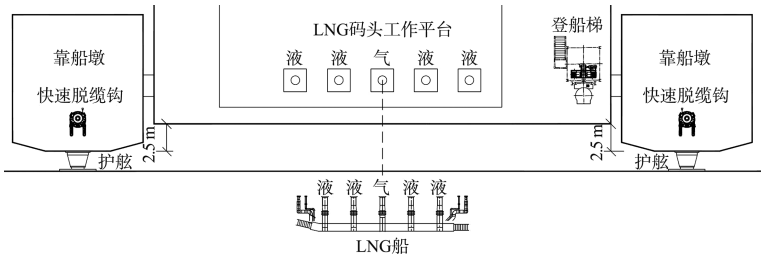 LNG码头工作平台
登船梯
液 液 气 液 液
靠船墩
快速脱缆钩
靠船墩
快速脱缆钩
2.5 m
2.5 m
护舷
护舷
液 液 气 液 液
LNG船